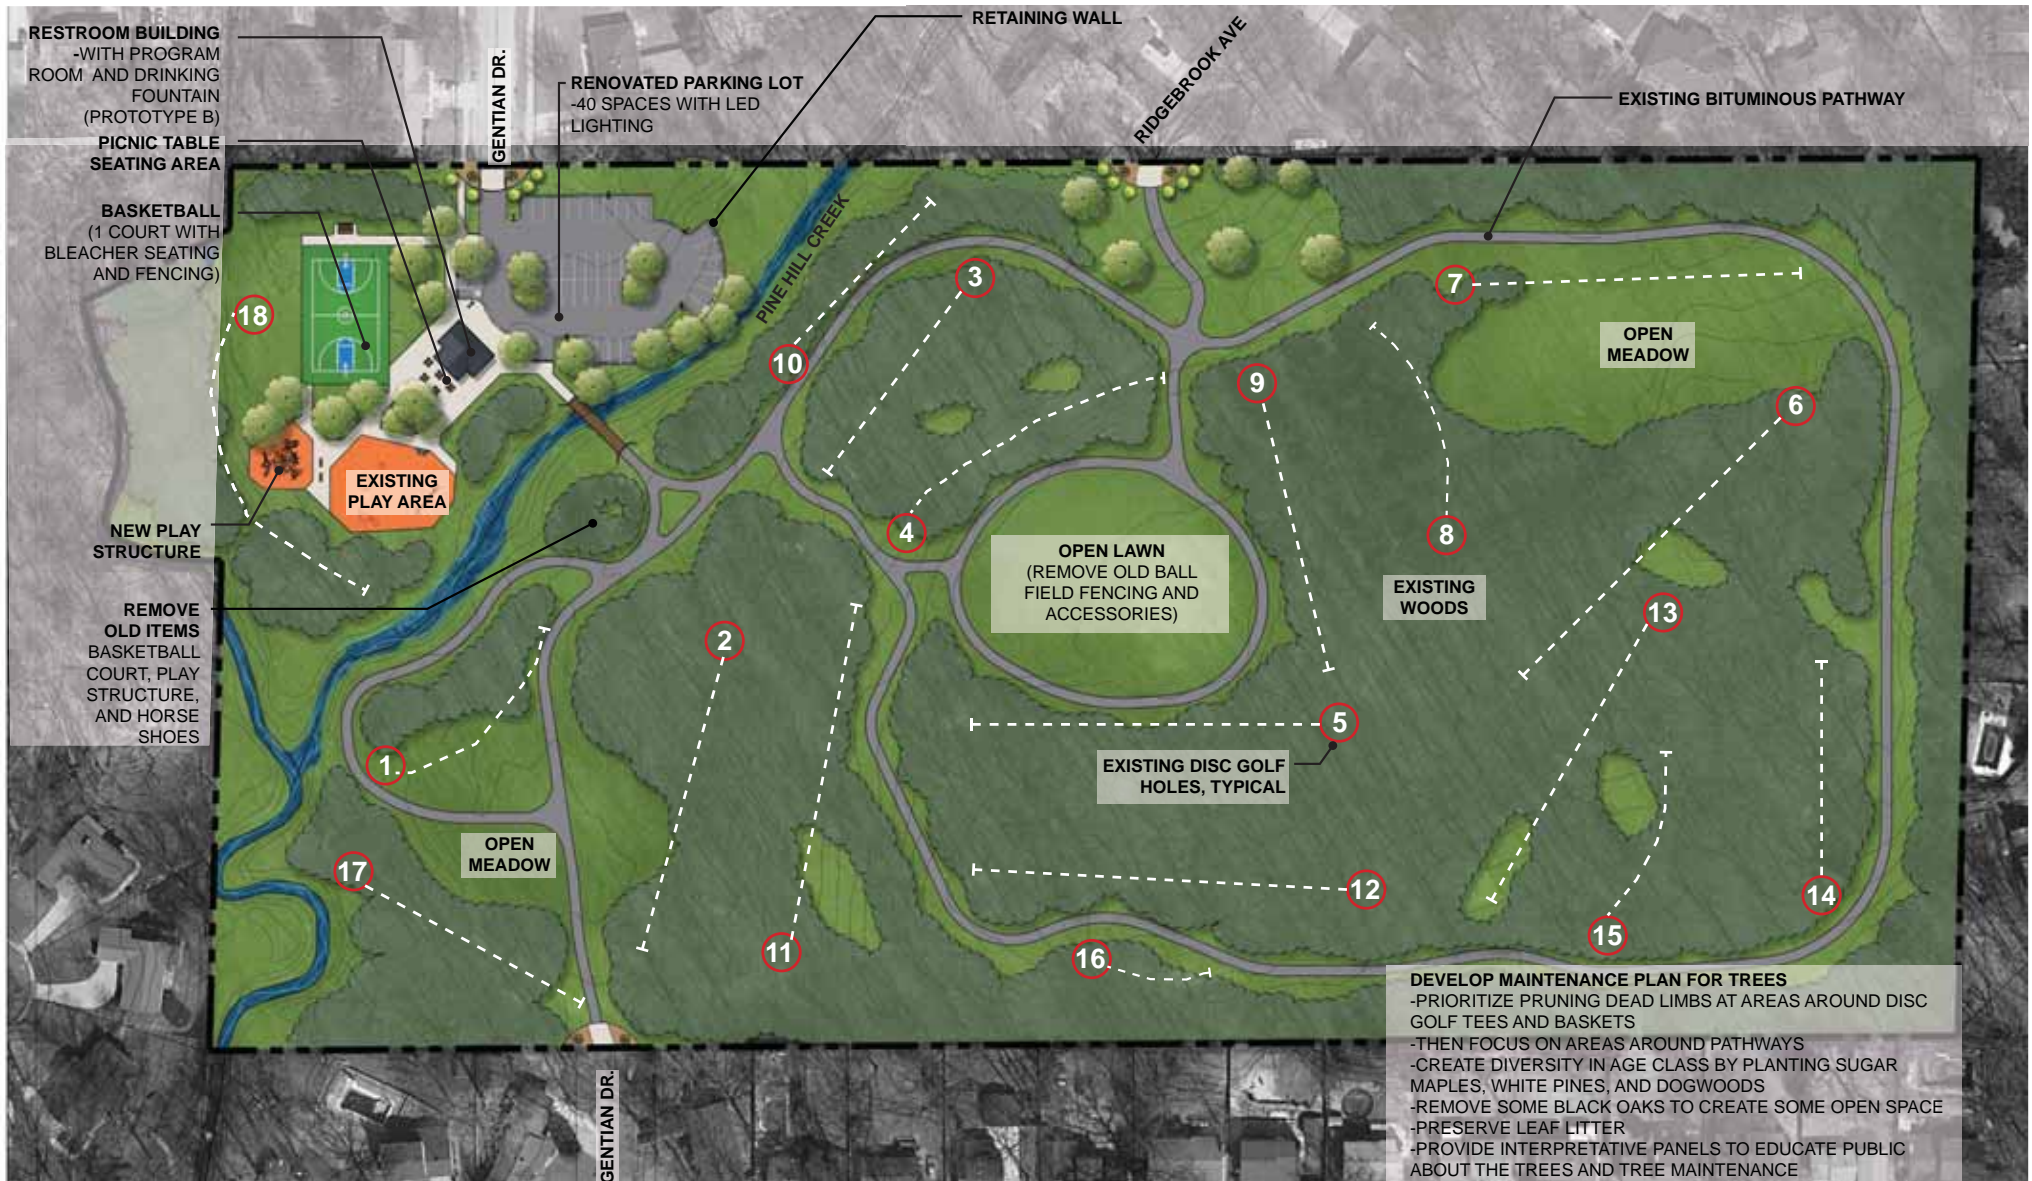 RESTROOM BUILDING
-WITH PROGRAM
ROOM AND DRINKING
FOUNTAIN
(PROTOTYPE B)
PICNIC TABLE
SEATING AREA
BASKETBALL
(1 COURT WITH
BLEACHER SEATING
AND FENCING)
GENTIAN DR.
RENOVATED PARKING LOT
-40 SPACES WITH LED
LIGHTING
RETAINING WALL
RIDGEBROOK AVE
EXISTING BITUMINOUS PATHWAY
PINE HILL CREEK
18
10
3
7
OPEN
MEADOW
9
6
EXISTING
PLAY AREA
NEW PLAY
STRUCTURE
4
OPEN LAWN
(REMOVE OLD BALL
FIELD FENCING AND
ACCESSORIES)
8
EXISTING
WOODS
13
REMOVE
OLD ITEMS
BASKETBALL
COURT, PLAY
STRUCTURE,
AND HORSE
SHOES
2
1
5
EXISTING DISC GOLF
HOLES, TYPICAL
OPEN
MEADOW
17
12
14
11
16
15
GENTIAN DR.
DEVELOP MAINTENANCE PLAN FOR TREES
-PRIORITIZE PRUNING DEAD LIMBS AT AREAS AROUND DISC
GOLF TEES AND BASKETS
-THEN FOCUS ON AREAS AROUND PATHWAYS
-CREATE DIVERSITY IN AGE CLASS BY PLANTING SUGAR
MAPLES, WHITE PINES, AND DOGWOODS
-REMOVE SOME BLACK OAKS TO CREATE SOME OPEN SPACE
-PRESERVE LEAF LITTER
-PROVIDE INTERPRETATIVE PANELS TO EDUCATE PUBLIC
ABOUT THE TREES AND TREE MAINTENANCE